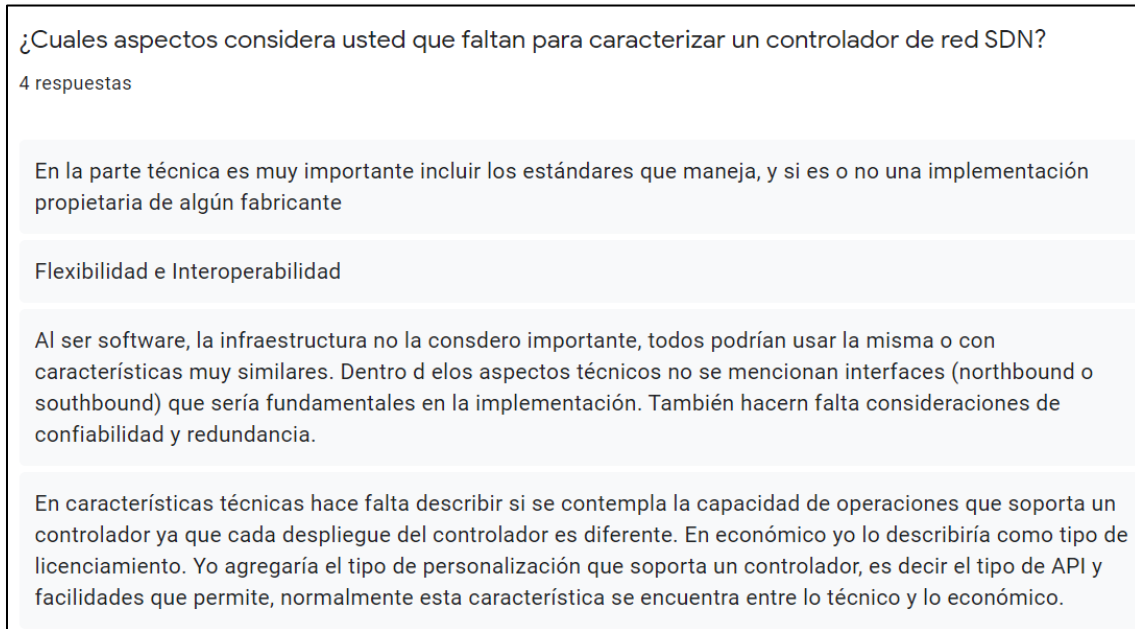 ¿Cuales aspectos considera usted que faltan para caracterizar un controlador de red SDN?
4 respuestas
En la parte técnica es muy importante incluir los estándares que maneja, y si es o no una implementación
propietaria de algún fabricante
Flexibilidad e Interoperabilidad
Al ser software, la infraestructura no la consdero importante, todos podrían usar la misma o con
características muy similares. Dentro d elos aspectos técnicos no se mencionan interfaces (northbound o
southbound) que sería fundamentales en la implementación. También hacern falta consideraciones de
confiabilidad y redundancia.
En características técnicas hace falta describir si se contempla la capacidad de operaciones que soporta un
controlador ya que cada despliegue del controlador es diferente. En económico yo lo describiría como tipo de
licenciamiento. Yo agregaría el tipo de personalización que soporta un controlador, es decir el tipo de API y
facilidades que permite, normalmente esta característica se encuentra entre lo técnico y lo económico.